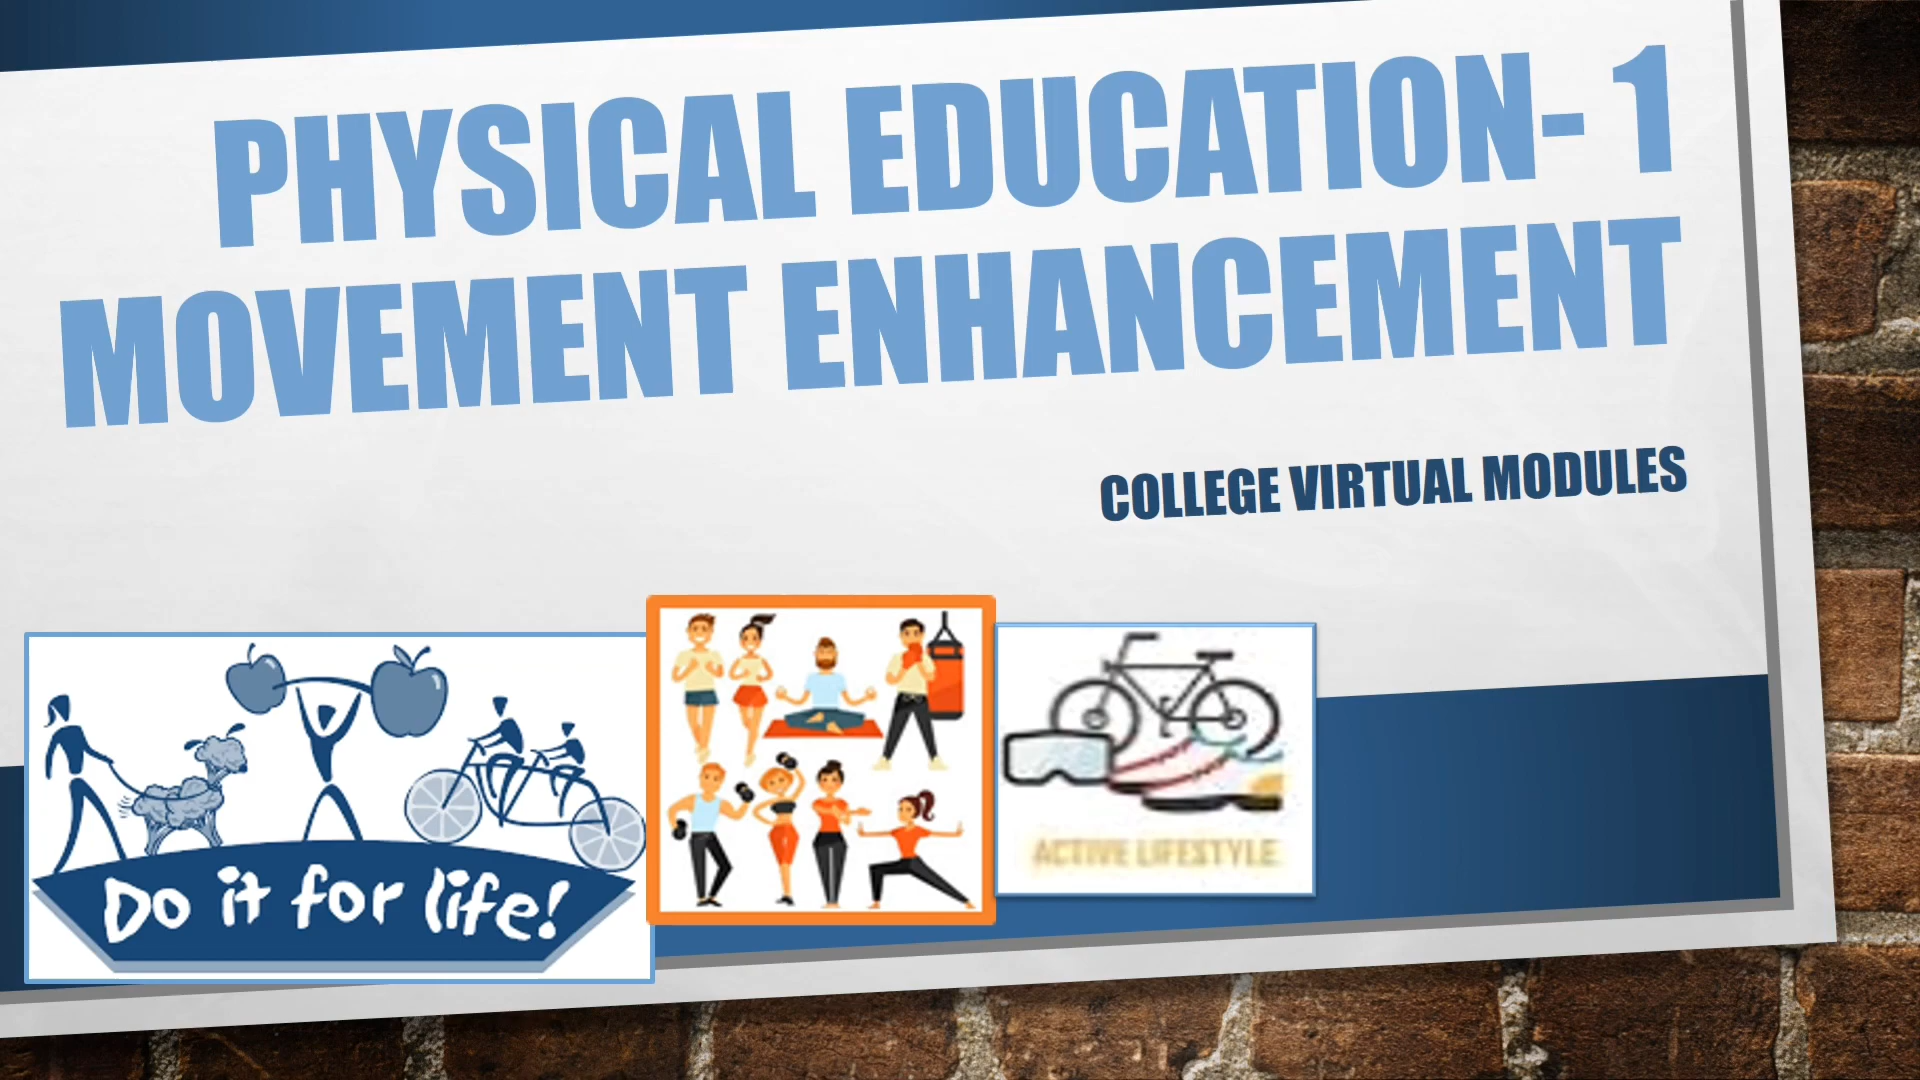 PHYSICAL EDUCATION- 1
MOVEMENT ENHANCEMENT
COLLEGE VIRTUAL MODULES
Do it for life!
ACTIVE LIFESTYLE